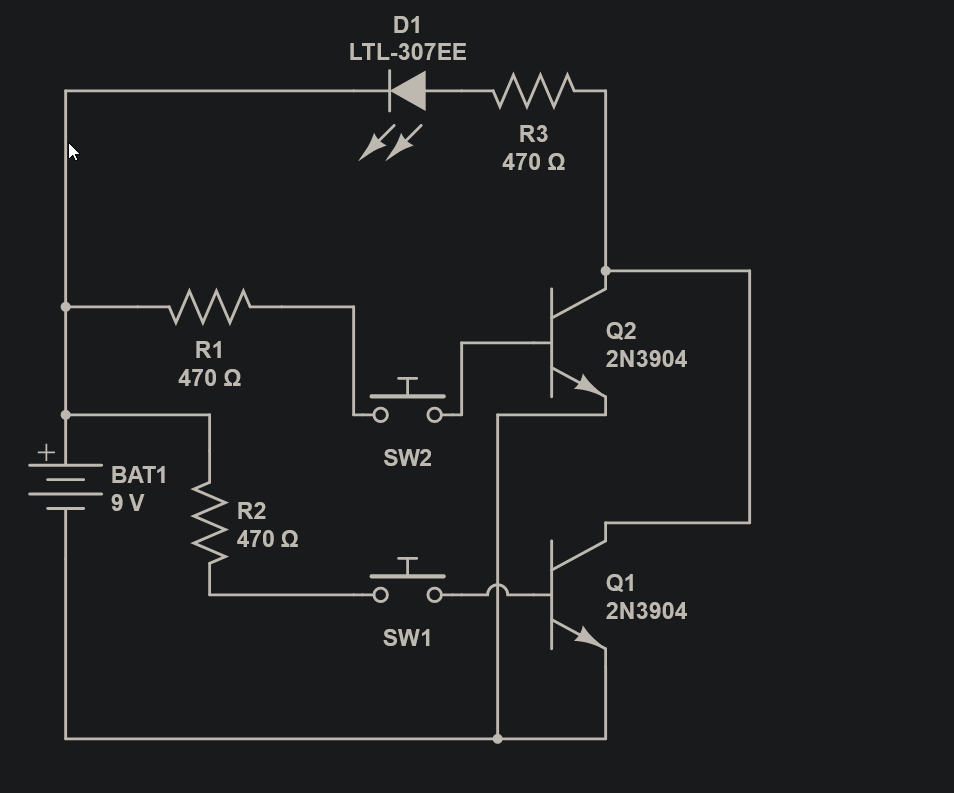 D1
LTL-307EE
R3
470 Ω
R1
470 Ω
Q2
2N3904
SW2
+
BAT1
9 V
R2
470 Ω
Q1
2N3904
SW1